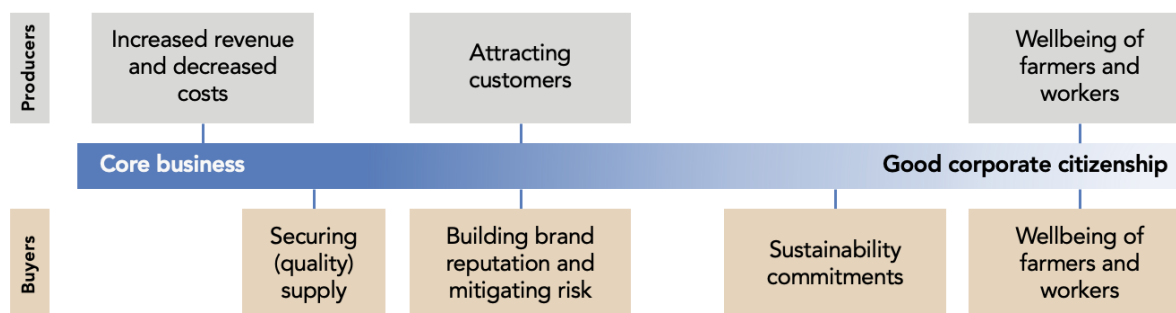 Producers
Increased revenue
and decreased
costs
Attracting
customers
Wellbeing of
farmers and
workers
Core business
Good corporate citizenship
Buyers
Securing
(quality)
supply
Building brand
reputation and
mitigating risk
Sustainability
commitments
Wellbeing of
farmers and
workers